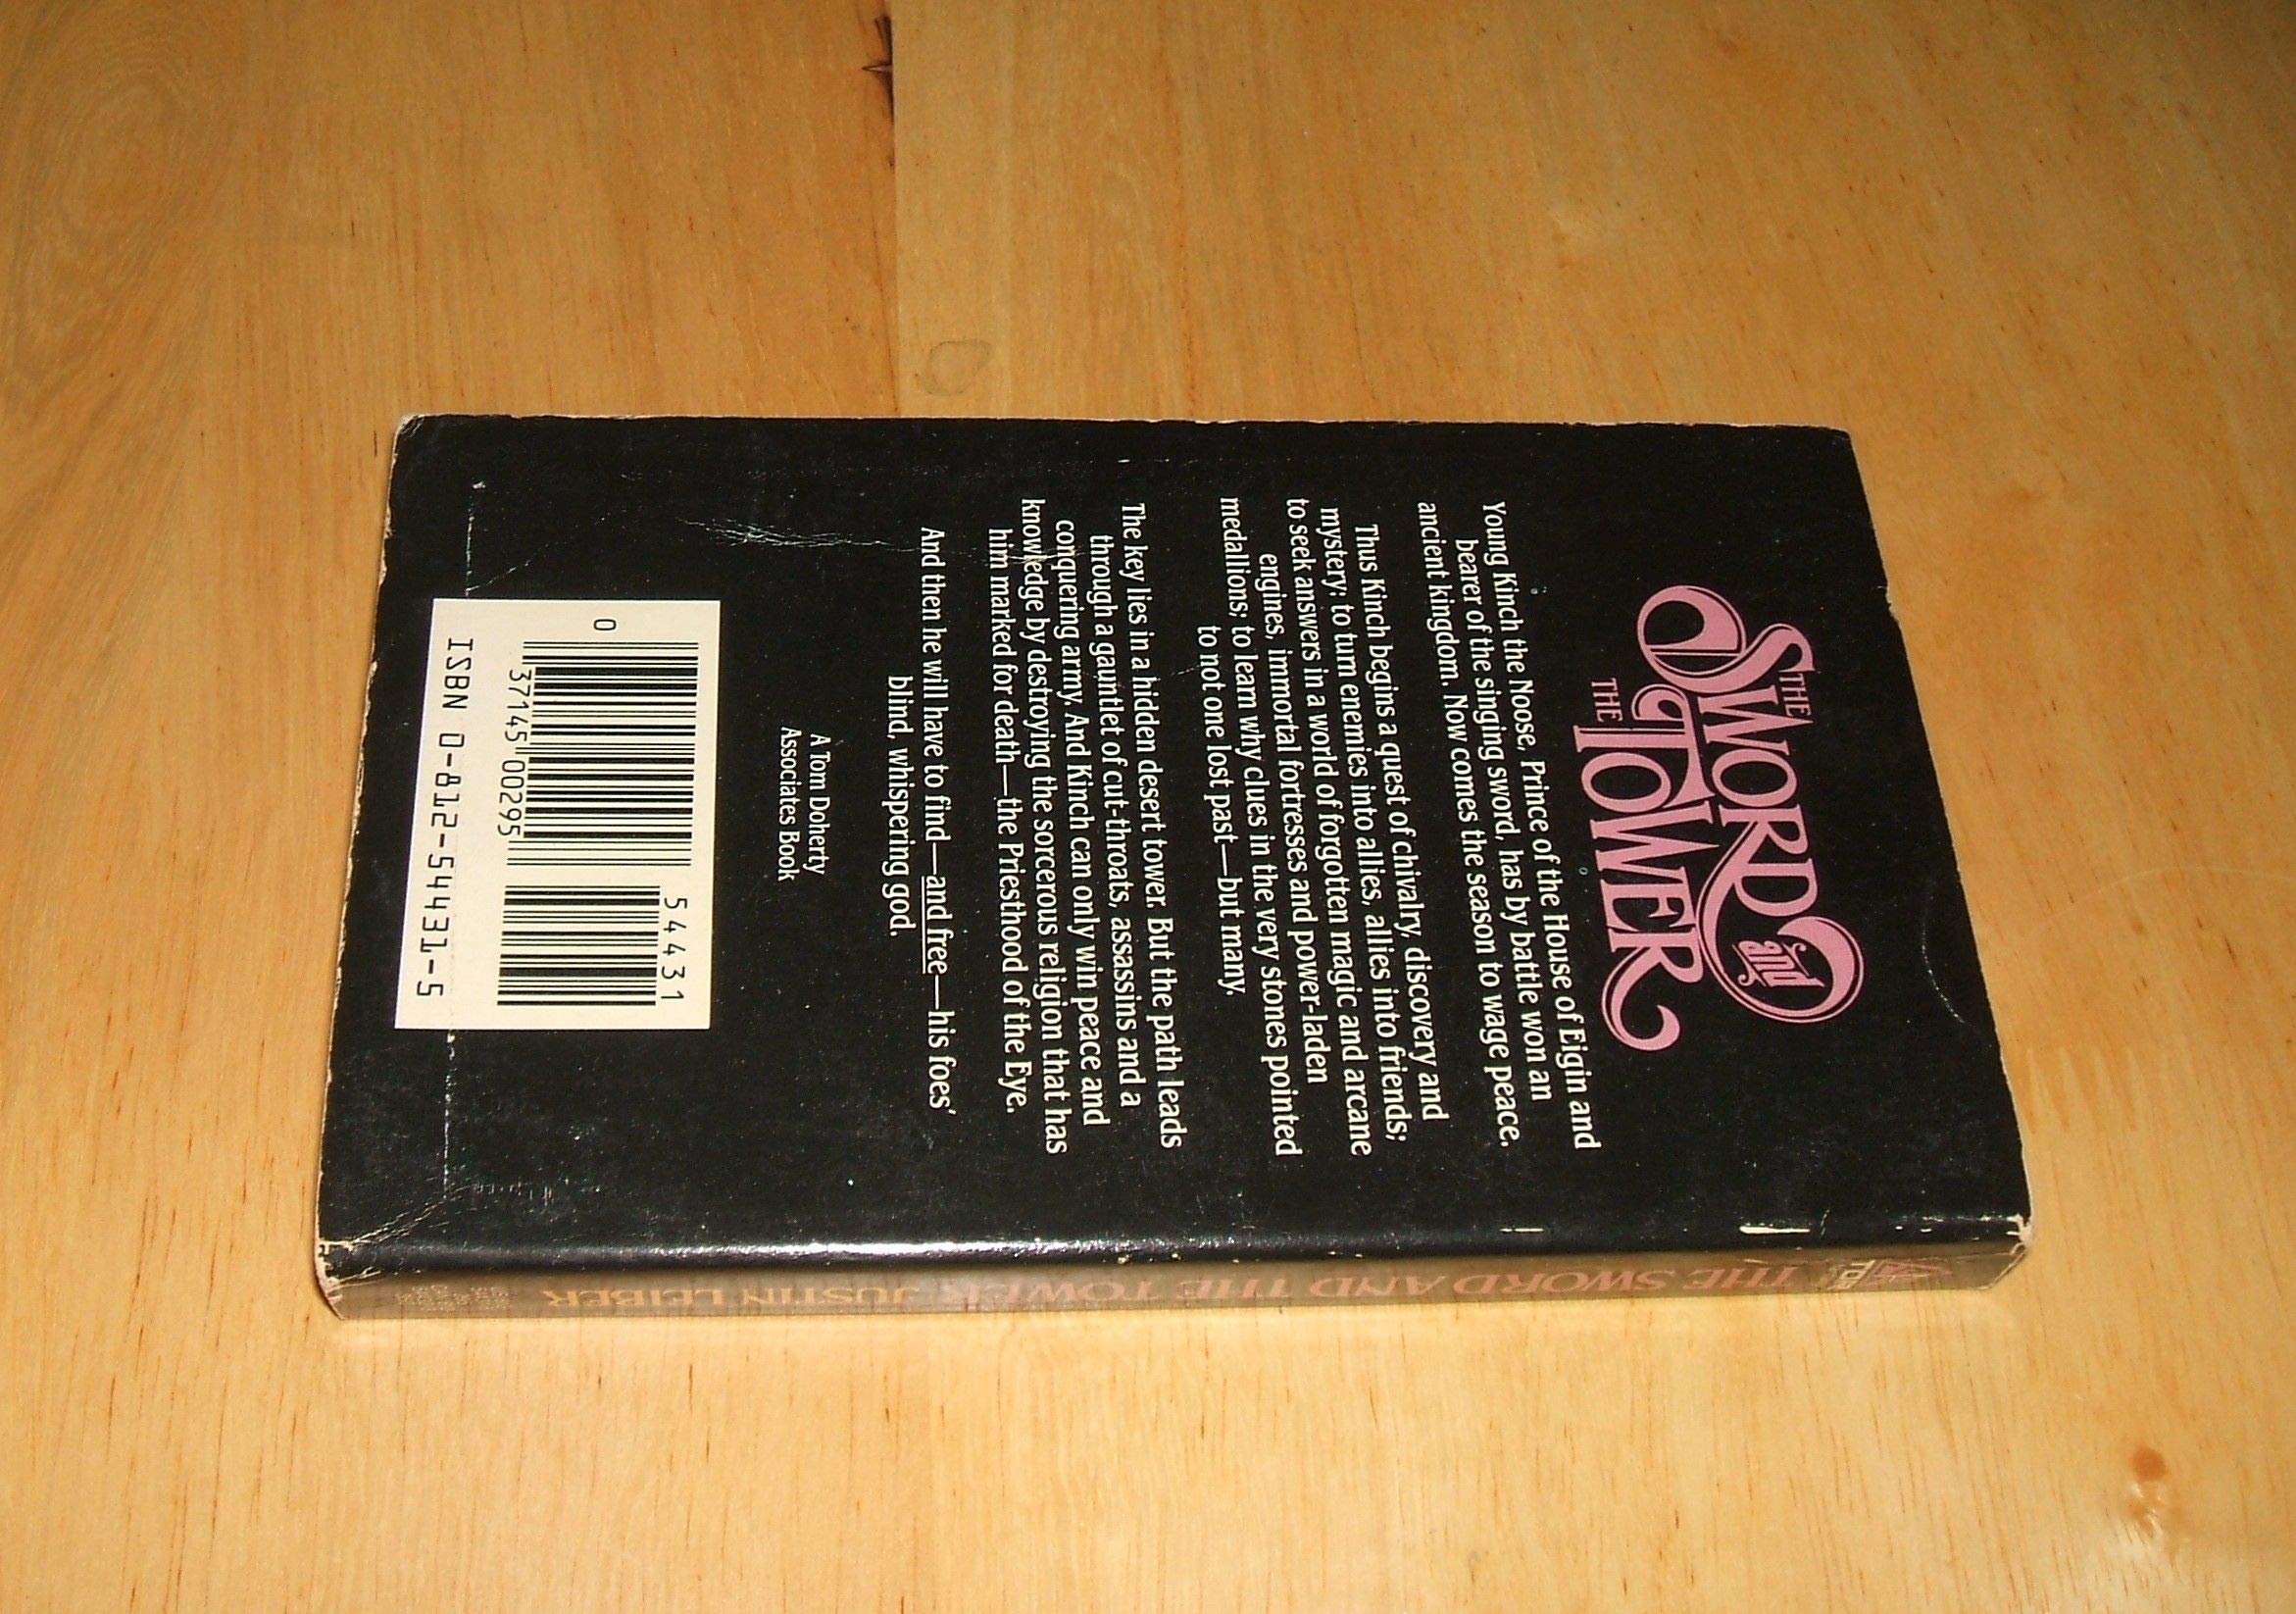 THE
SWORD and
THE
TOWER
Young Kinch the Noose, Prince of the House of Eigin and
bearer of the singing sword, has by battle won an
ancient kingdom. Now comes the season to wage peace.
Thus Kinch begins a quest of chivalry, discovery and
mystery; to turn enemies into allies, allies into friends;
to seek answers in a world of forgotten magic and arcane
engines, immortal fortresses and power-laden
medallions; to learn why clues in the very stones pointed
to not one lost past—but many.
The key lies in a hidden desert tower. But the path leads
through a gauntlet of cut-throats, assassins and a
conquering army. And Kinch can only win peace and
knowledge by destroying the sorcerous religion that has
him marked for death—the Priesthood of the Eye.
And then he will have to find—and free—his foes'
blind, whispering god.
A Tom Doherty
Associates Book
54431
0 37145 00295
ISBN 0-812-54431-5
THE SWORD AND THE TOWER JUSTIN LEIBER